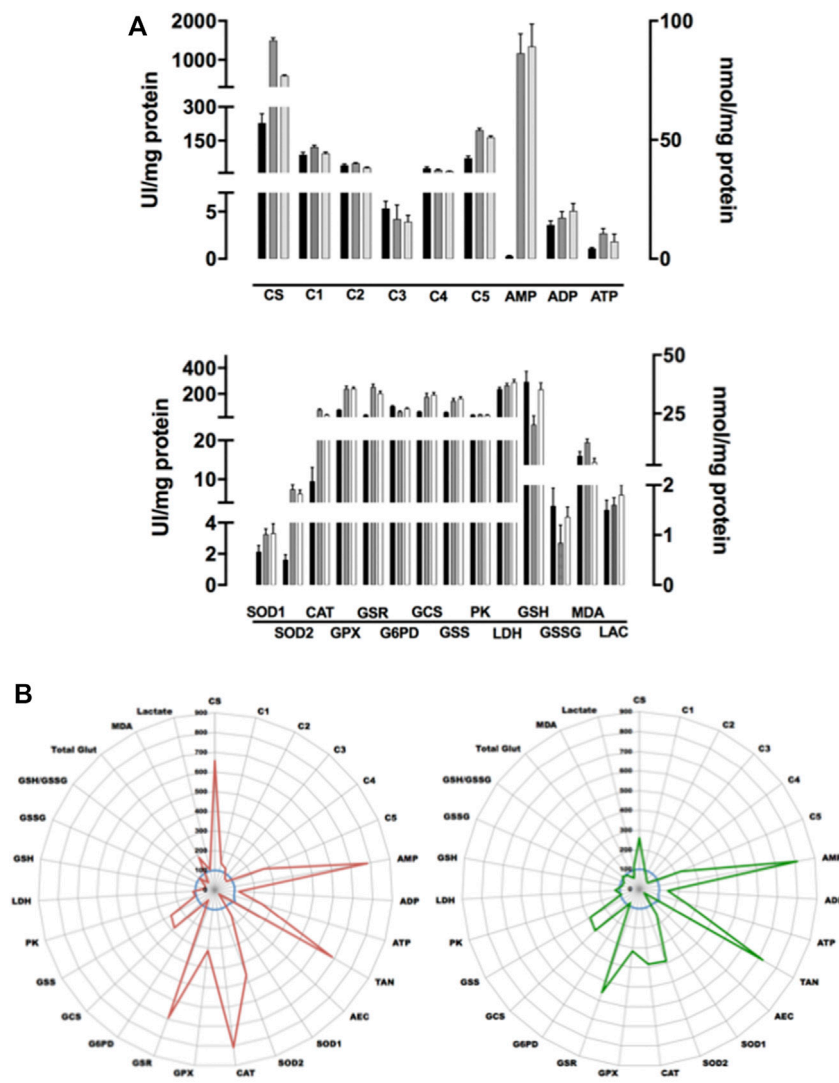 A
2000
1000
300
150
5
0
UI/mg protein
100
50
0
nmol/mg protein
CS C1 C2 C3 C4 C5 AMP ADP ATP
400
200
20
10
4
2
0
UI/mg protein
50
25
2
1
0
nmol/mg protein
SOD1 CAT GSR GCS PK GSH MDA
SOD2 GPX G6PD GSS LDH GSSG LAC
B
CS
C1
C2
C3
C4
C5
AMP
ADP
ATP
TAN
AEC
SOD1
SOD2
CAT
GPX
GSR
G6PD
GCS
GSS
PK
LDH
GSH
GSSG
GSH/GSSG
Total Glut
MDA
Lactate
900
800
700
600
500
400
300
200
100
0
CS
C1
C2
C3
C4
C5
AMP
ADP
ATP
TAN
AEC
SOD1
SOD2
CAT
GPX
GSR
G6PD
GCS
GSS
PK
LDH
GSH
GSSG
GSH/GSSG
Total Glut
MDA
Lactate
900
800
700
600
500
400
300
200
100
0